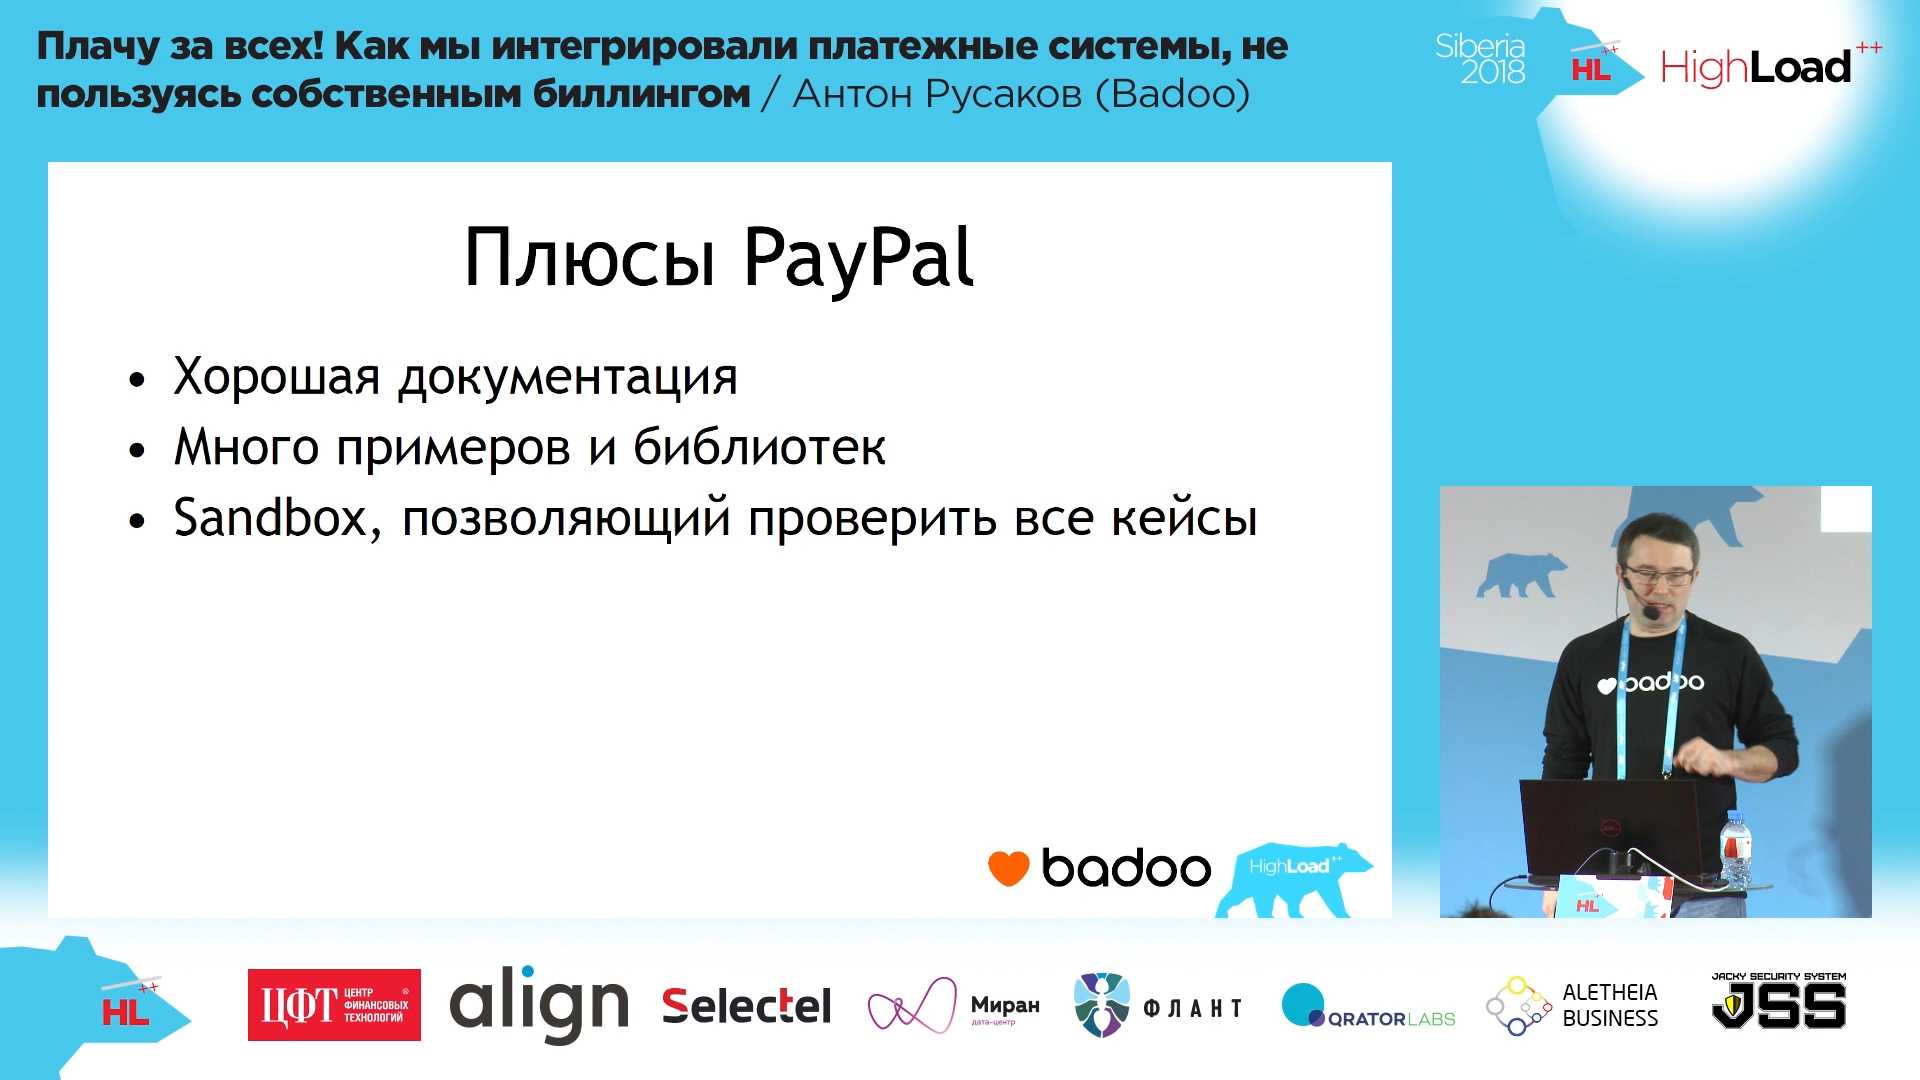 Плачу за всех! Как мы интегрировали платежные системы, не
пользуясь собственным биллингом / Антон Русаков (Badoo)
Siberia
2018
HL++
HighLoad++
Плюсы PayPal
• Хорошая документация
• Много примеров и библиотек
• Sandbox, позволяющий проверить все кейсы
badoo
HighLoad++
badoo
DELL
HL
HL++
ЦФТ
ЦЕНТР
ФИНАНСОВЫХ
ТЕХНОЛОГИЙ
®
align
Selectel
Миран
дата-центр
ФЛАНТ
QRATORLABS
ALETHEIA
BUSINESS
JACKY SECURITY SYSTEM
JSS